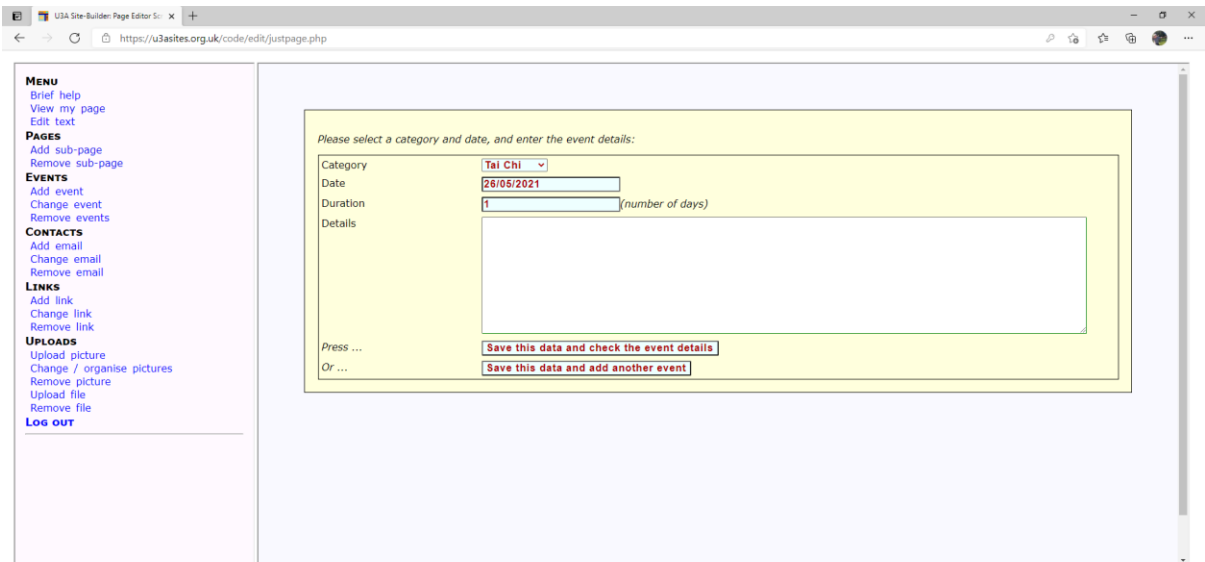 U3A Site-Builder: Page Editor Scr
https://u3asites.org.uk/code/edit/justpage.php
MENU
Brief help
View my page
Edit text
PAGES
Add sub-page
Remove sub-page
EVENTS
Add event
Change event
Remove events
CONTACTS
Add email
Change email
Remove email
LINKS
Add link
Change link
Remove link
UPLOADS
Upload picture
Change / organise pictures
Remove picture
Upload file
Remove file
LOG OUT
Please select a category and date, and enter the event details:
Category Tai Chi
Date 26/05/2021
Duration 1 (number of days)
Details
Press ... Save this data and check the event details
Or ... Save this data and add another event